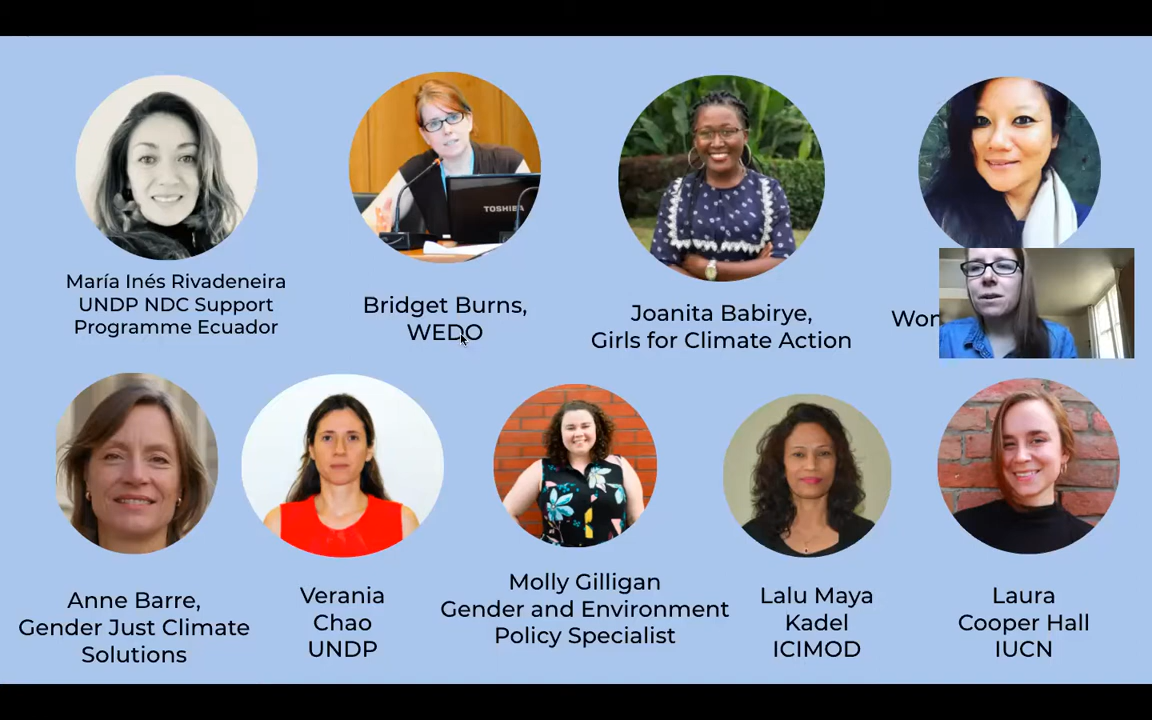 TOSHIBA
María Inés Rivadeneira
UNDP NDC Support
Programme Ecuador
Bridget Burns,
WEDO
Joanita Babirye,
Girls for Climate Action
Anne Barre,
Gender Just Climate
Solutions
Verania
Chao
UNDP
Molly Gilligan
Gender and Environment
Policy Specialist
Lalu Maya
Kadel
ICIMOD
Laura
Cooper Hall
IUCN